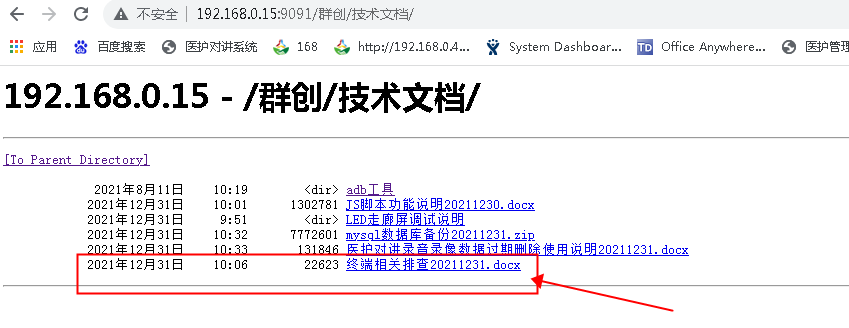 不安全 | 192.168.0.15:9091/群创/技术文档/
应用 百度搜索 医护对讲系统 168 http://192.168.0.4... System Dashboar... TD Office Anywhere... 医护管理
192.168.0.15 - /群创/技术文档/
[To Parent Directory]
2021年8月11日 10:19 <dir> adb工具
2021年12月31日 10:01 1302781 JS脚本功能说明20211230.docx
2021年12月31日 9:51 <dir> LED走廊屏调试说明
2021年12月31日 10:32 7772601 mysql数据库备份20211231.zip
2021年12月31日 10:33 131846 医护对讲录音录像数据过期删除使用说明20211231.docx
2021年12月31日 10:06 22623 终端相关排查20211231.docx